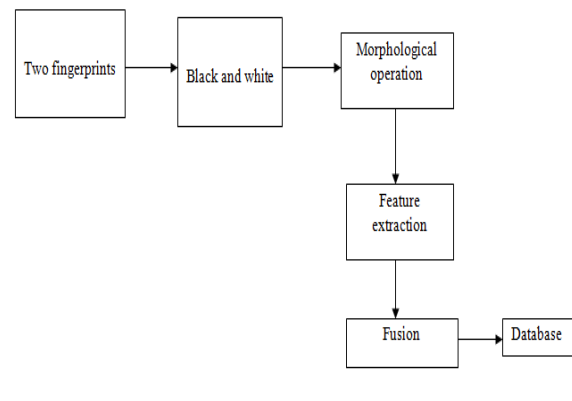 Two fingerprints
Black and white
Morphological
operation
Feature
extraction
Fusion
Database